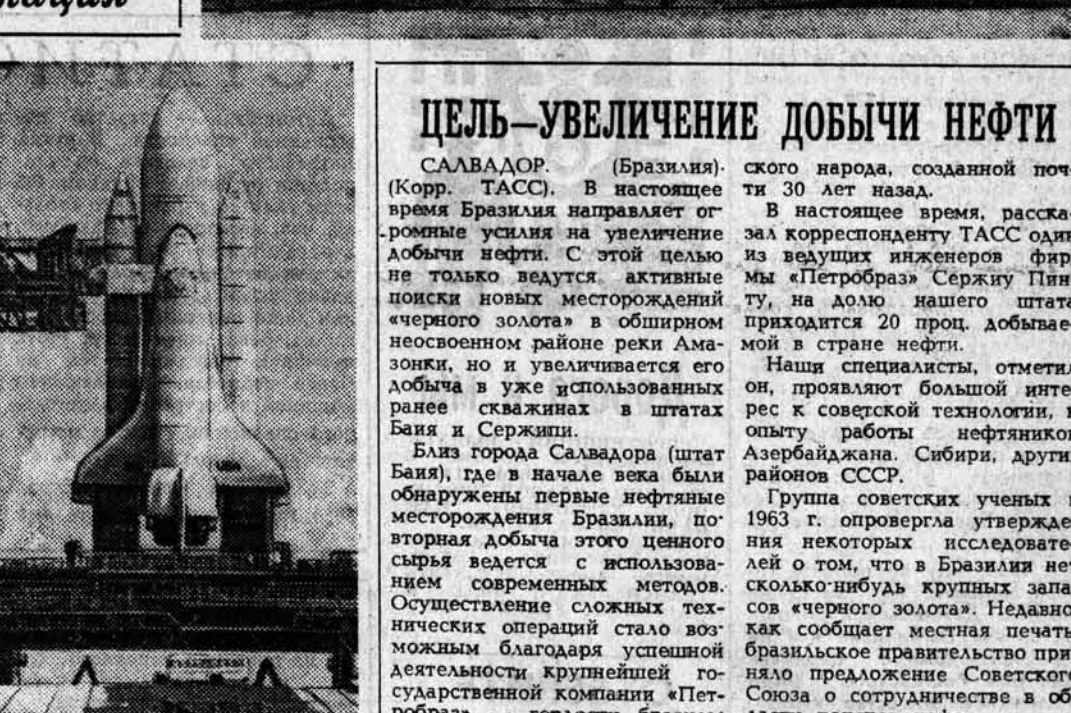 ЦЕЛЬ—УВЕЛИЧЕНИЕ ДОБЫЧИ НЕФТИ
САЛВАДОР. (Бразилия).
(Корр. ТАСС). В настоящее
время Бразилия направляет ог-
ромные усилия на увеличение
добычи нефти. С этой целью
не только ведутся активные
поиски новых месторождений
«черного золота» в обширном
неосвоенном районе реки Ама-
зонки, но и увеличивается его
добыча в уже использованных
ранее скважинах в штатах
Баия и Сержипи.
Близ города Салвадора (штат
Баия), где в начале века были
обнаружены первые нефтяные
месторождения Бразилии, по-
вторная добыча этого ценного
сырья ведется с использова-
нием современных методов.
Осуществление сложных тех-
нических операций стало воз-
можным благодаря успешной
деятельности крупнейшей го-
сударственной компании «Пет-
ского народа, созданной поч-
ти 30 лет назад.
В настоящее время, расска-
зал корреспонденту ТАСС один
из ведущих инженеров фир-
мы «Петробраз» Сержиу Пин-
ту, на долю нашего штата
приходится 20 проц. добывае-
мой в стране нефти.
Наши специалисты, отметил
он, проявляют большой инте-
рес к советской технологии,
опыту работы нефтяников
Азербайджана. Сибири, други
районов СССР.
Группа советских ученых
1963 г. опровергла утвержде-
ния некоторых исследовате-
лей о том, что в Бразилии нет
сколько-нибудь крупных запа-
сов «черного золота». Недавно
как сообщает местная печать,
бразильское правительство при-
няло предложение Советского
Союза о сотрудничестве в об-